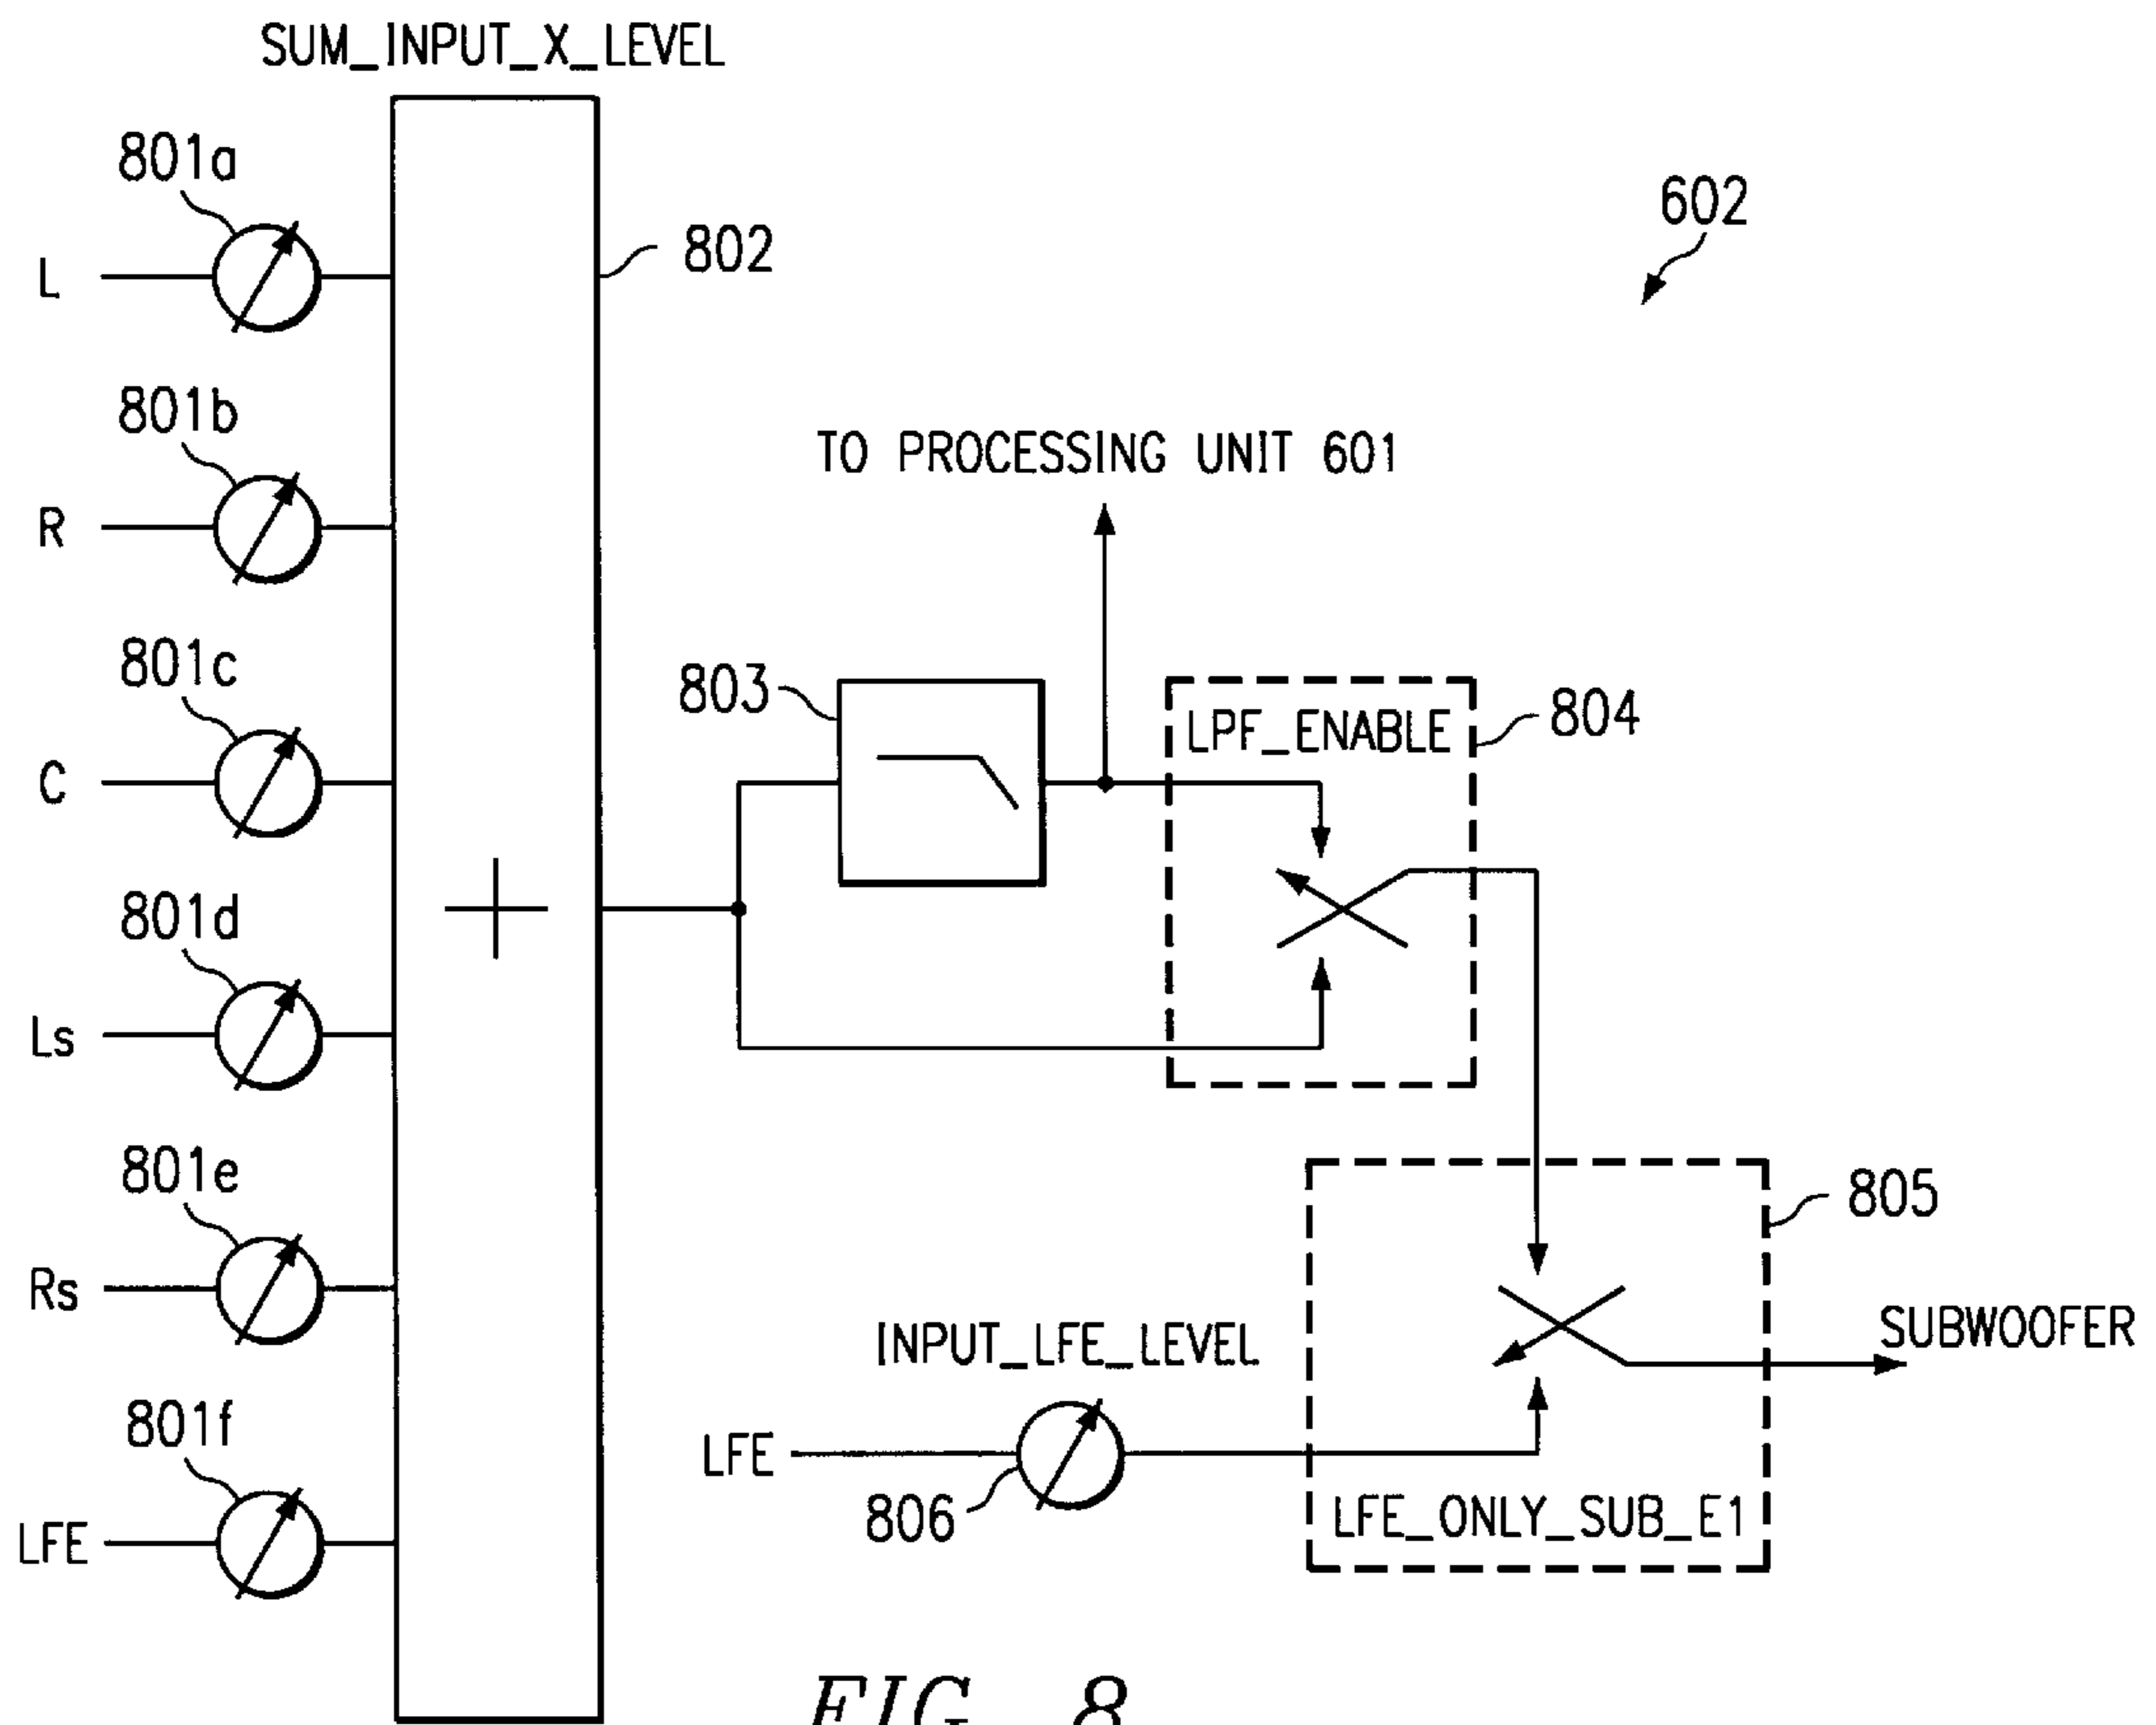 SUM_INPUT_X_LEVEL
801a
L
802
602
801b
R
TO PROCESSING UNIT 601
801c
C
803
LPF_ENABLE
804
801d
Ls
801e
Rs
805
INPUT_LFE_LEVEL
SUBWOOFER
801f
LFE
LFE
806
LFE_ONLY_SUB_E1
FIG. 8